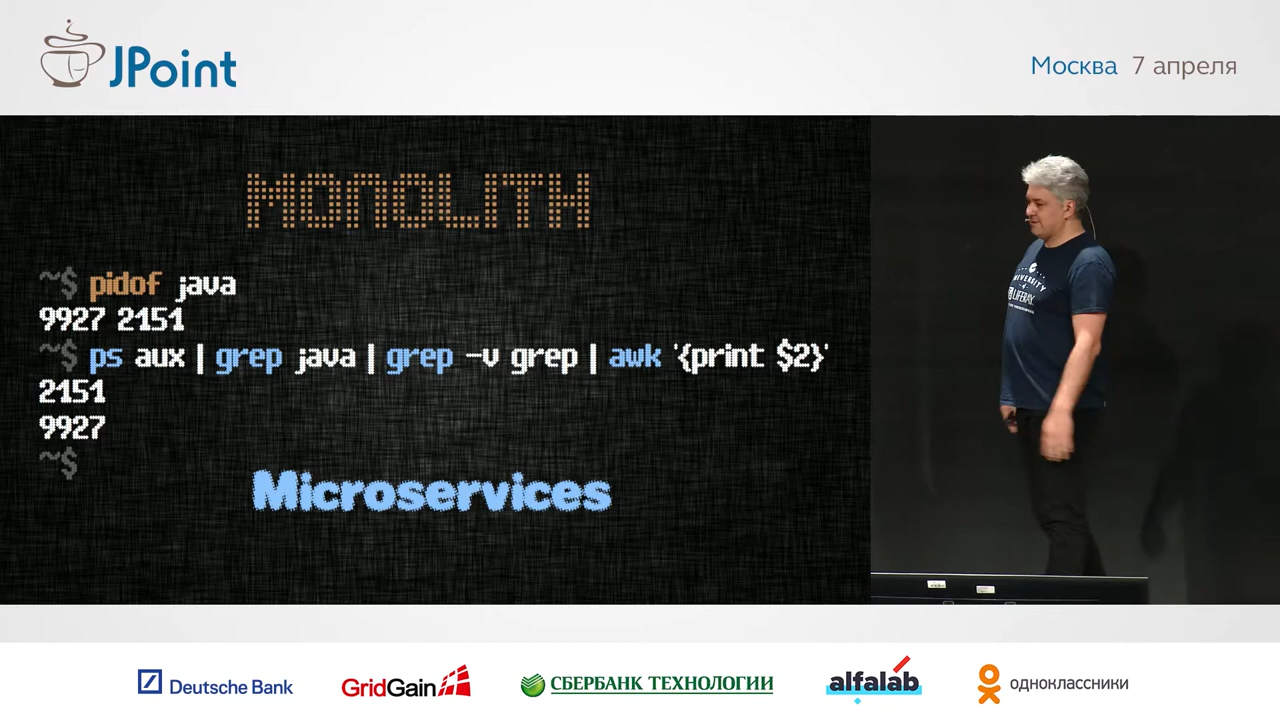 JPoint
Москва 7 апреля
MONOLITH
~$ pidof java
9927 2151
~$ ps aux | grep java | grep -v grep | awk '{print $2}'
2151
9927
~$
Microservices
LIFERAY
Deutsche Bank
GridGain
СБЕРБАНК ТЕХНОЛОГИИ
alfalab
одноклассники